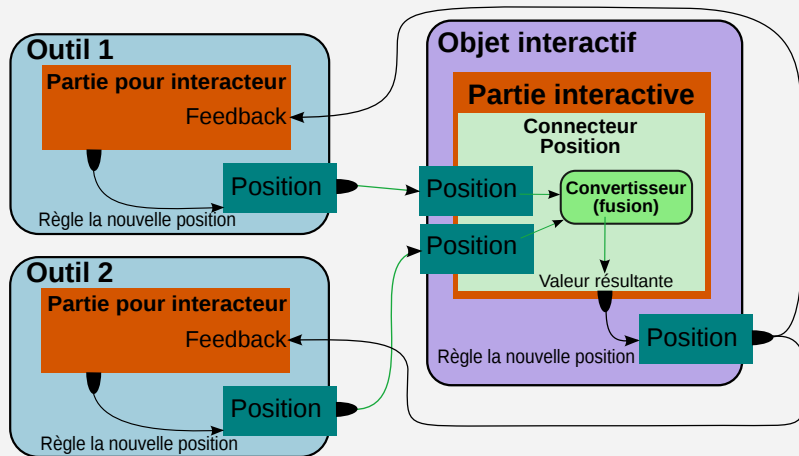 Outil 1
Partie pour interacteur
Feedback
Position
Règle la nouvelle position
Outil 2
Partie pour interacteur
Feedback
Position
Règle la nouvelle position
Objet interactif
Partie interactive
Connecteur
Position
Position
Position
Convertisseur
(fusion)
Valeur résultante
Position
Règle la nouvelle position